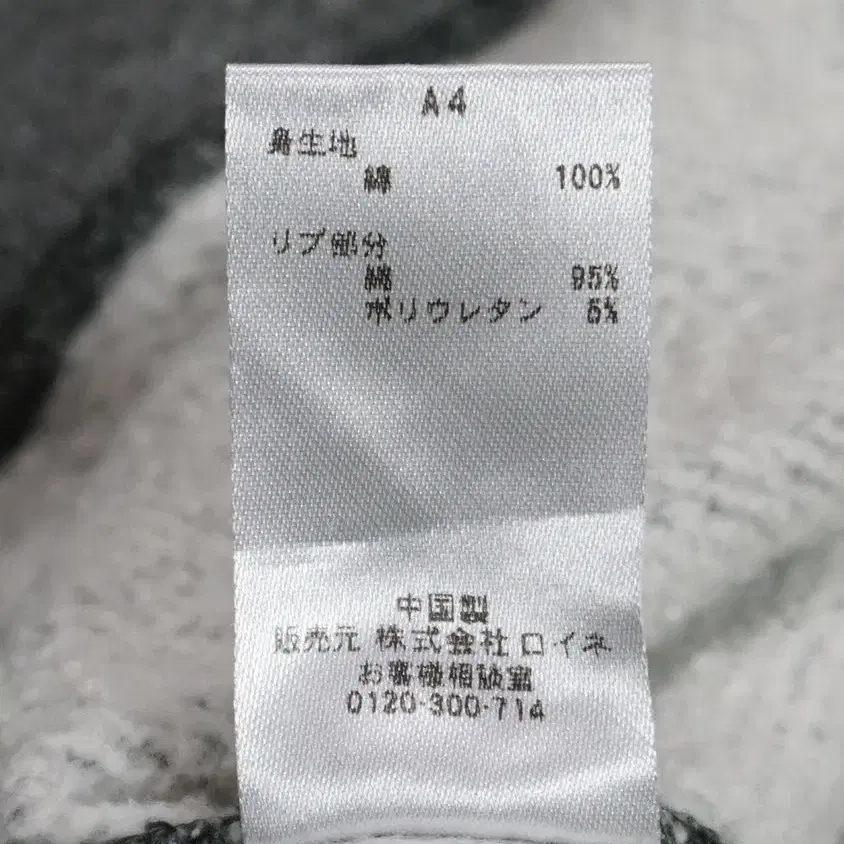 A4
身生地
綿 100%
リブ部分
綿 95%
ポリウレタン 5%
中国製
販売元 株式会社ロイネ
お客様相談室
0120-300-714